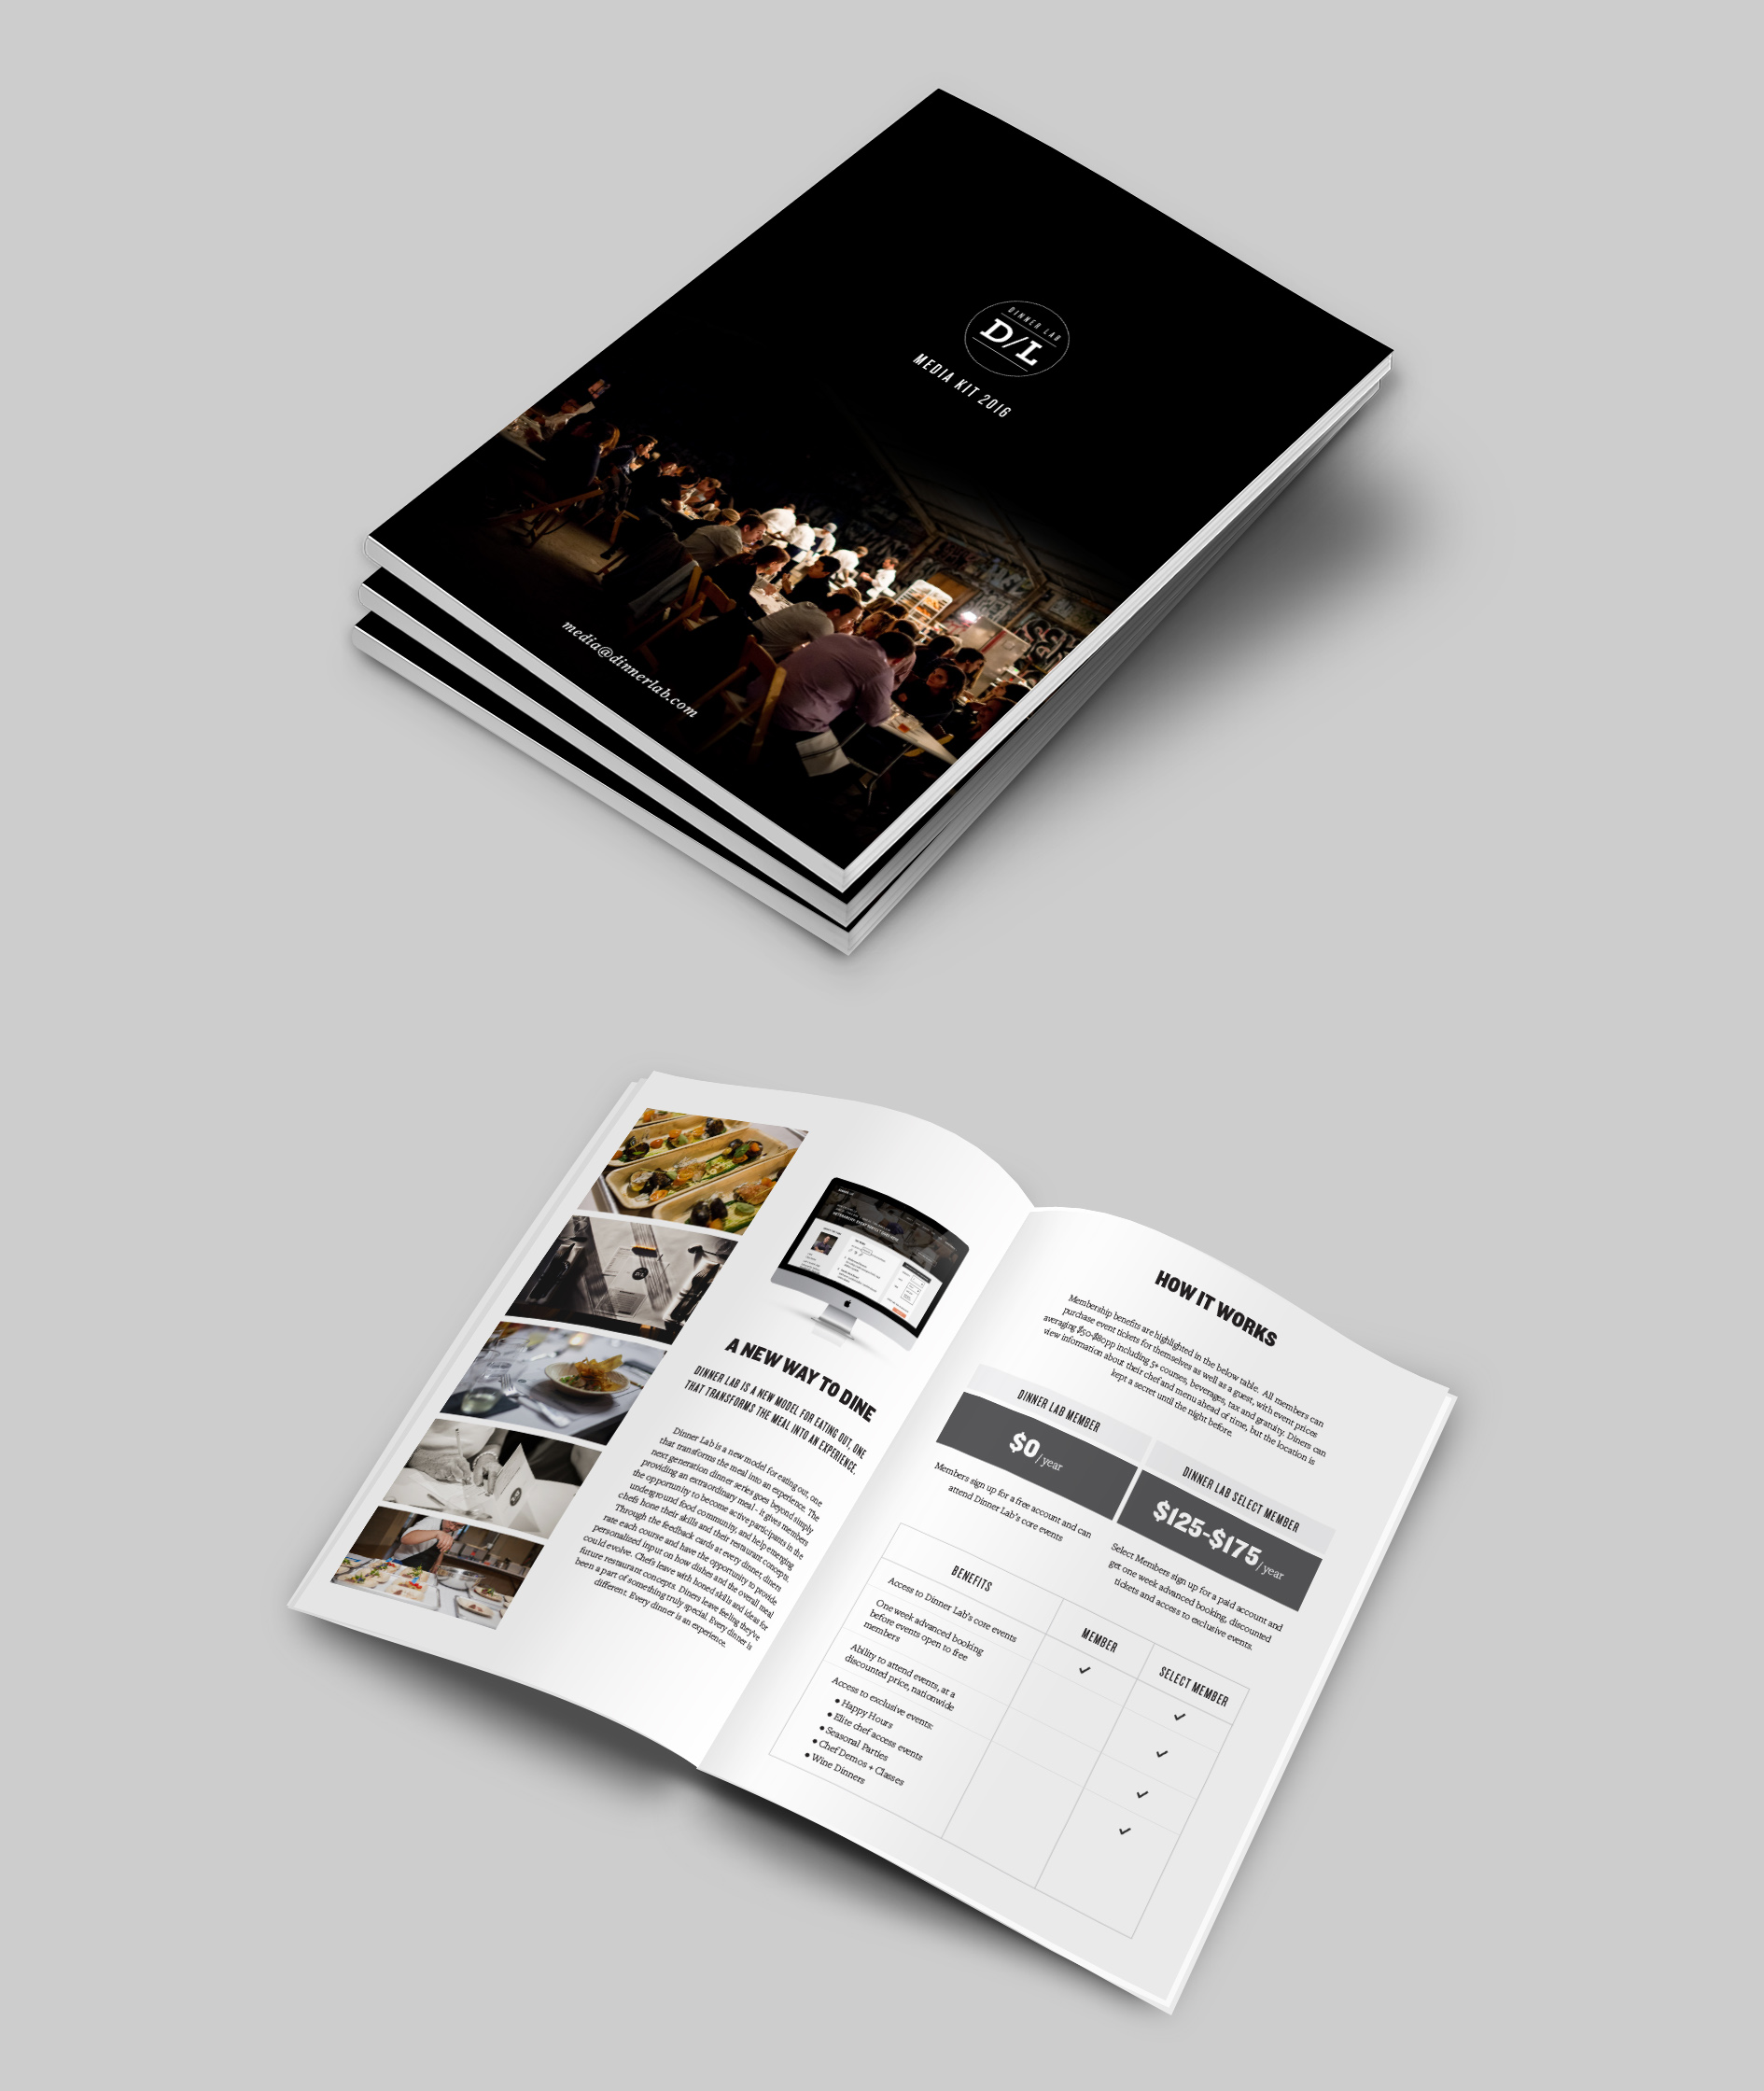 DINNER LAB
D/L
MEDIA KIT 2016
media@dinnerlab.com
A NEW WAY TO DINE
DINNER LAB IS A NEW MODEL FOR EATING OUT, ONE
THAT TRANSFORMS THE MEAL INTO AN EXPERIENCE.
Dinner Lab is a new model for eating out, one
that transforms the meal into an experience. The
next generation dinner series goes beyond simply
providing an extraordinary meal - it gives members
the opportunity to become active participants in the
underground food community, and help emerging
chefs hone their skills and their restaurant concepts.
Through the feedback cards at every dinner, diners
rate each course and have the opportunity to provide
personalized input on how dishes and the overall meal
could evolve. Chefs leave with honed skills and ideas for
future restaurant concepts. Diners leave feeling they've
been a part of something truly special. Every dinner is
different. Every dinner is an experience.
HOW IT WORKS
Membership benefits are highlighted in the below table. All members can
purchase event tickets for themselves as well as a guest, with event prices
averaging $50-$80pp including 5+ courses, beverages, tax and gratuity. Diners can
view information about their chef and menu ahead of time, but the location is
kept a secret until the night before.
DINNER LAB MEMBER
$0/year
Members sign up for a free account and can
attend Dinner Lab's core events
DINNER LAB SELECT MEMBER
$125-$175/year
Select Members sign up for a paid account and
get one week advanced booking, discounted
tickets and access to exclusive events.
BENEFITS
MEMBER
SELECT MEMBER
Access to Dinner Lab's core events
One week advanced booking
before events open to free
members
Ability to attend events, at a
discounted price, nationwide
Access to exclusive events:
• Happy Hours
• Elite chef access events
• Seasonal Parties
• Chef Demos + Classes
• Wine Dinners